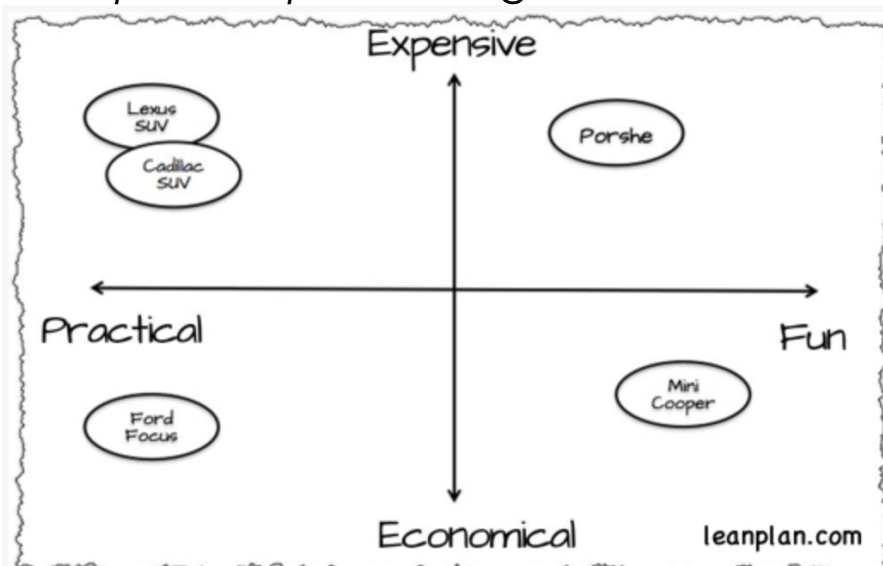 Expensive
Lexus
SUV
Porshe
Cadillac
SUV
Practical
Fun
Mini
Cooper
Ford
Focus
Economical
leanplan.com